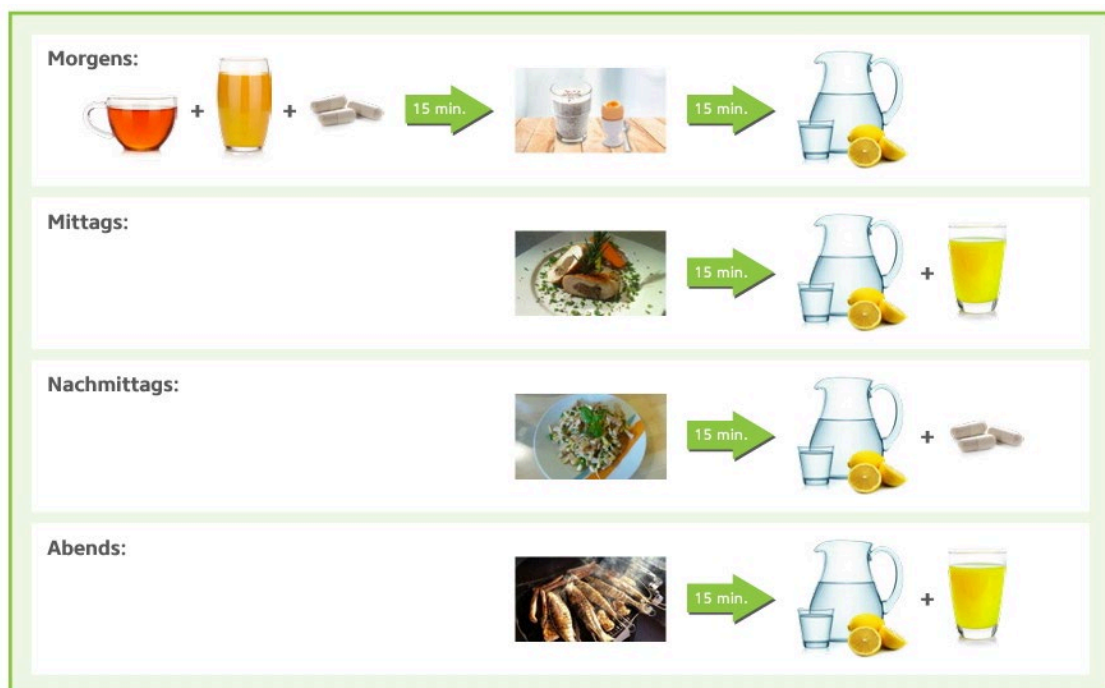 Morgens:
+
+
15 min.
15 min.
Mittags:
15 min.
+
Nachmittags:
15 min.
+
Abends:
15 min.
+